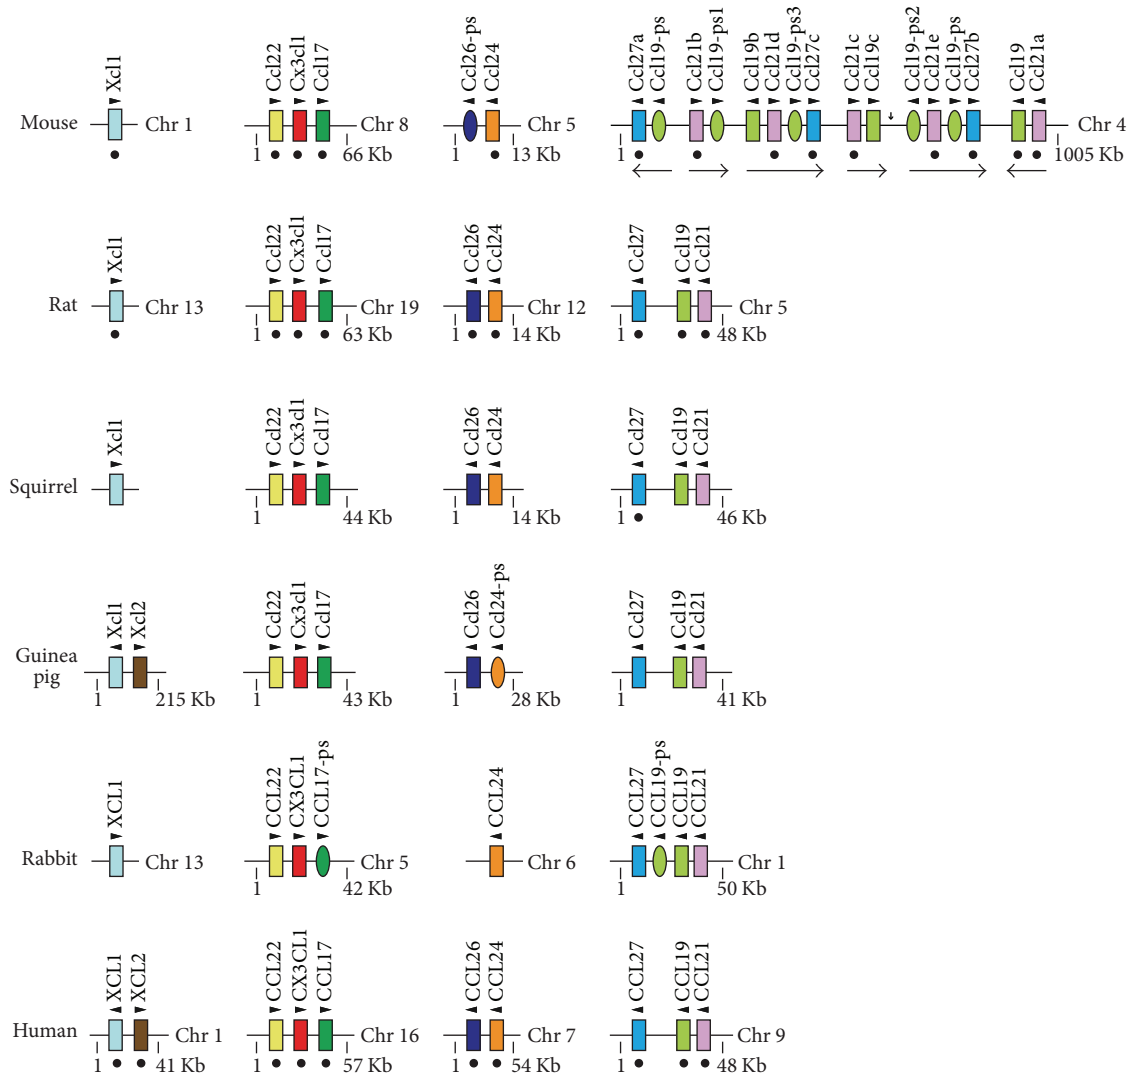 Xcl1 Ccl22 Cx3cl1 Ccl17 Ccl26-ps Ccl24 Ccl27a Ccl19-ps Ccl21b Ccl19-ps1 Ccl19b Ccl21d Ccl19-ps3 Ccl27c Ccl21c Ccl19c Ccl19-ps2 Ccl21e Ccl19-ps Ccl27b Ccl19 Ccl21a
Mouse Chr 1 Chr 8 Chr 5 Chr 4
1 66 Kb 1 13 Kb 1 1005 Kb
Xcl1 Ccl22 Cx3cl1 Ccl17 Ccl26 Ccl24 Ccl27 Ccl19 Ccl21
Rat Chr 13 Chr 19 Chr 12 Chr 5
1 63 Kb 1 14 Kb 1 48 Kb
Xcl1 Ccl22 Cx3cl1 Ccl17 Ccl26 Ccl24 Ccl27 Ccl19 Ccl21
Squirrel
1 44 Kb 1 14 Kb 1 46 Kb
Xcl1 Xcl2 Ccl22 Cx3cl1 Ccl17 Ccl26 Ccl24-ps Ccl27 Ccl19 Ccl21
Guinea
pig
1 215 Kb 1 43 Kb 1 28 Kb 1 41 Kb
XCL1 CCL22 CX3CL1 CCL17-ps CCL24 CCL27 CCL19-ps CCL19 CCL21
Rabbit Chr 13 Chr 5 Chr 6 Chr 1
1 42 Kb 1 50 Kb
XCL1 XCL2 CCL22 CX3CL1 CCL17 CCL26 CCL24 CCL27 CCL19 CCL21
Human Chr 1 Chr 16 Chr 7 Chr 9
1 41 Kb 1 57 Kb 1 54 Kb 1 48 Kb